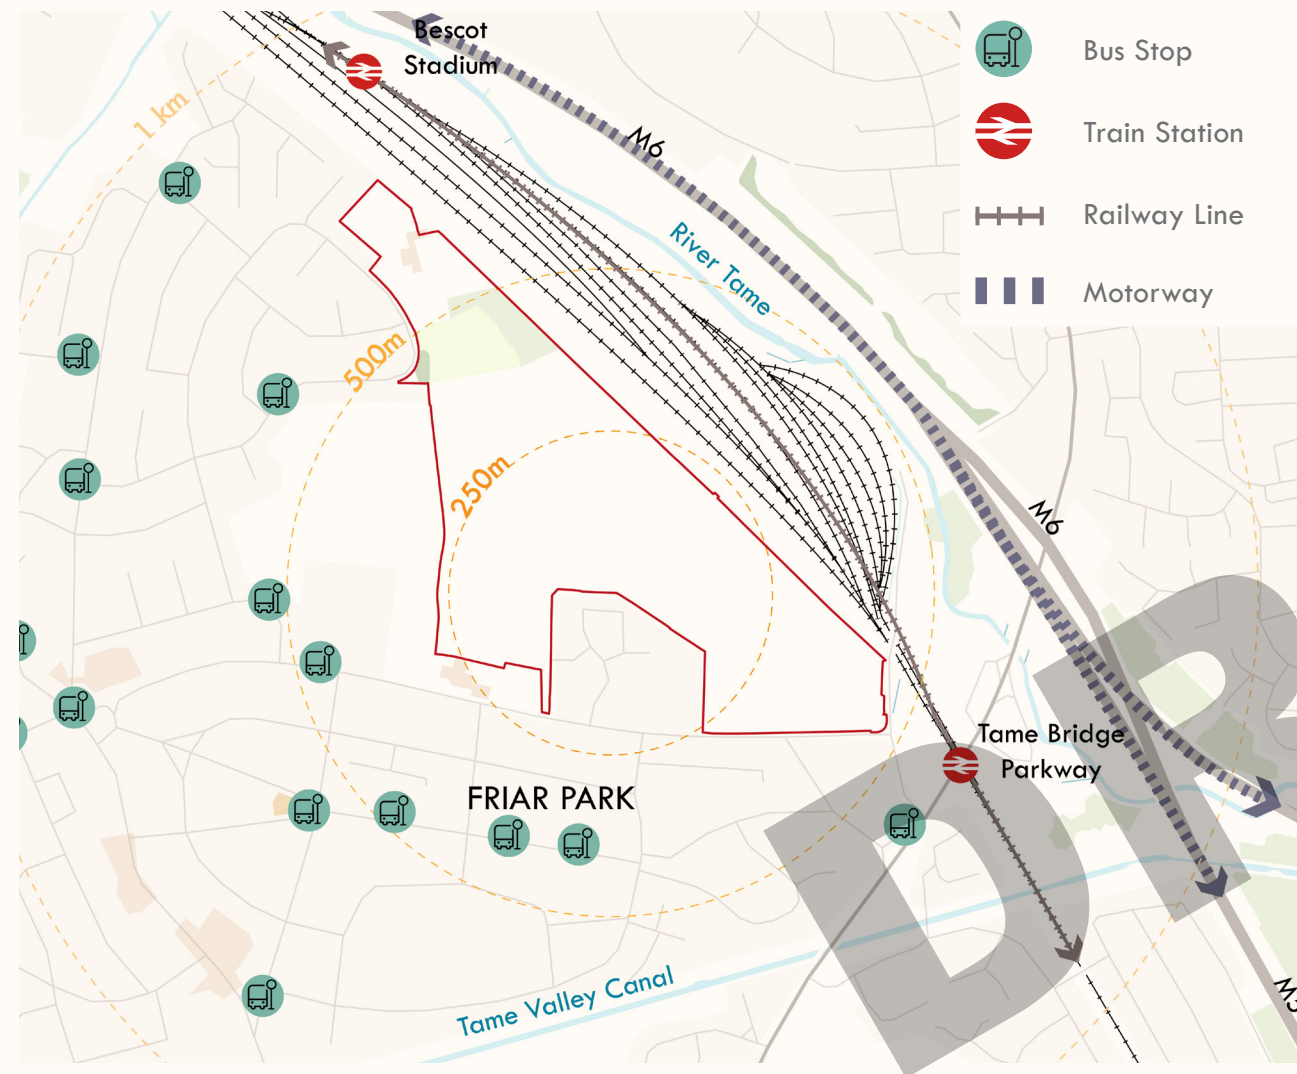 Bescot
Stadium
Bus Stop
Train Station
Railway Line
Motorway
1 km
M6
River Tame
500m
250m
M6
Tame Bridge
Parkway
FRIAR PARK
Tame Valley Canal
M5